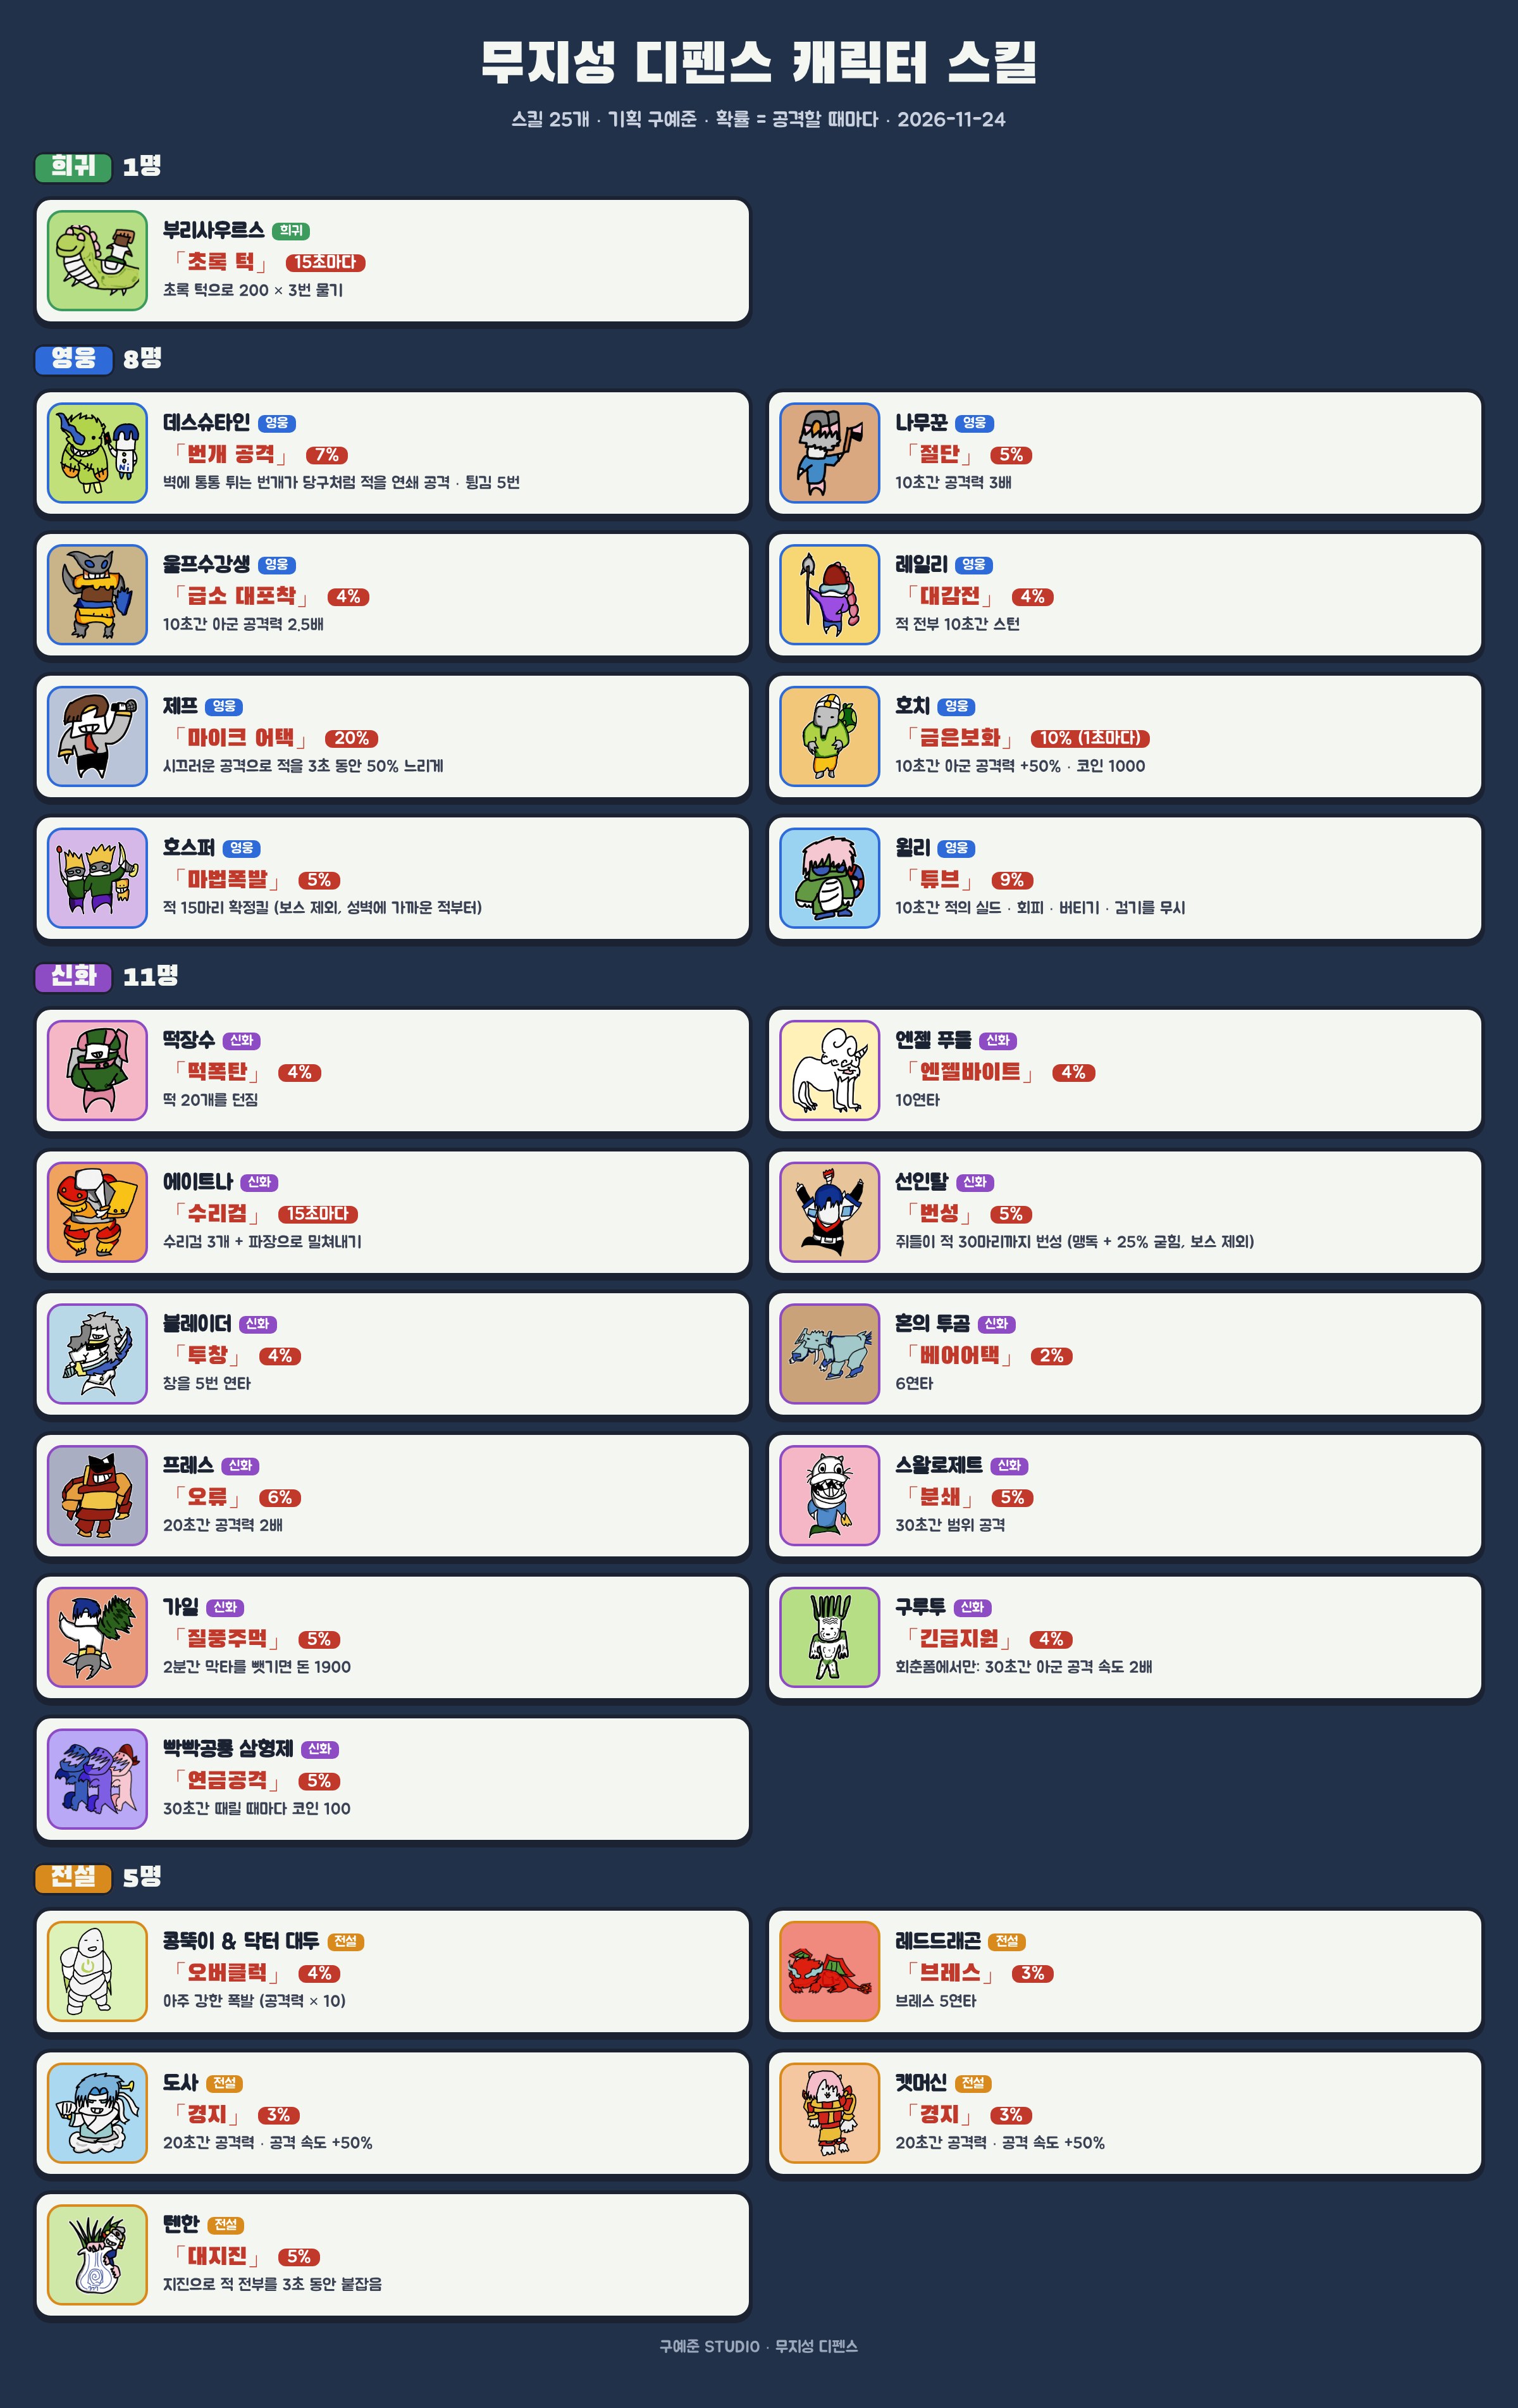 무지성 디펜스 캐릭터 스킬
스킬 25개 · 기획 구예준 · 확률 = 공격할 때마다 · 2026-11-24
희귀 1명
부리사우르스 희귀
「초록 턱」 15초마다
초록 턱으로 200 × 3번 물기
영웅 8명
데스슈타인 영웅
「번개 공격」 7%
벽에 통통 튀는 번개가 당구처럼 적을 연쇄 공격 · 튕김 5번
나무꾼 영웅
「절단」 5%
10초간 공격력 3배
울프수강생 영웅
「급소 대포착」 4%
10초간 아군 공격력 2.5배
레일리 영웅
「대감전」 4%
적 전부 10초간 스턴
제프 영웅
「마이크 어택」 20%
시끄러운 공격으로 적을 3초 동안 50% 느리게
호치 영웅
「금은보화」 10% (1초마다)
10초간 아군 공격력 +50% · 코인 1000
호스퍼 영웅
「마법폭발」 5%
적 15마리 확정킬 (보스 제외, 성벽에 가까운 적부터)
윌리 영웅
「튜브」 9%
10초간 적의 실드 · 회피 · 버티기 · 검기를 무시
신화 11명
떡장수 신화
「떡폭탄」 4%
떡 20개를 던짐
엔젤 푸들 신화
「엔젤바이트」 4%
10연타
에이트나 신화
「수리검」 15초마다
수리검 3개 + 파장으로 밀쳐내기
선인탈 신화
「번성」 5%
쥐들이 적 30마리까지 번성 (맹독 + 25% 굳힘, 보스 제외)
블레이더 신화
「투창」 4%
창을 5번 연타
혼의 투곰 신화
「베어어택」 2%
6연타
프레스 신화
「오류」 6%
20초간 공격력 2배
스왈로제트 신화
「분쇄」 5%
30초간 범위 공격
가일 신화
「질풍주먹」 5%
2분간 막타를 뺏기면 돈 1900
구루투 신화
「긴급지원」 4%
회춘폼에서만: 30초간 아군 공격 속도 2배
빡빡공룡 삼형제 신화
「연금공격」 5%
30초간 때릴 때마다 코인 100
전설 5명
콩뚝이 & 닥터 대두 전설
「오버클럭」 4%
아주 강한 폭발 (공격력 × 10)
레드드래곤 전설
「브레스」 3%
브레스 5연타
도사 전설
「경지」 3%
20초간 공격력 · 공격 속도 +50%
캣머신 전설
「경지」 3%
20초간 공격력 · 공격 속도 +50%
텐한 전설
「대지진」 5%
지진으로 적 전부를 3초 동안 붙잡음
구예준 STUDIO · 무지성 디펜스